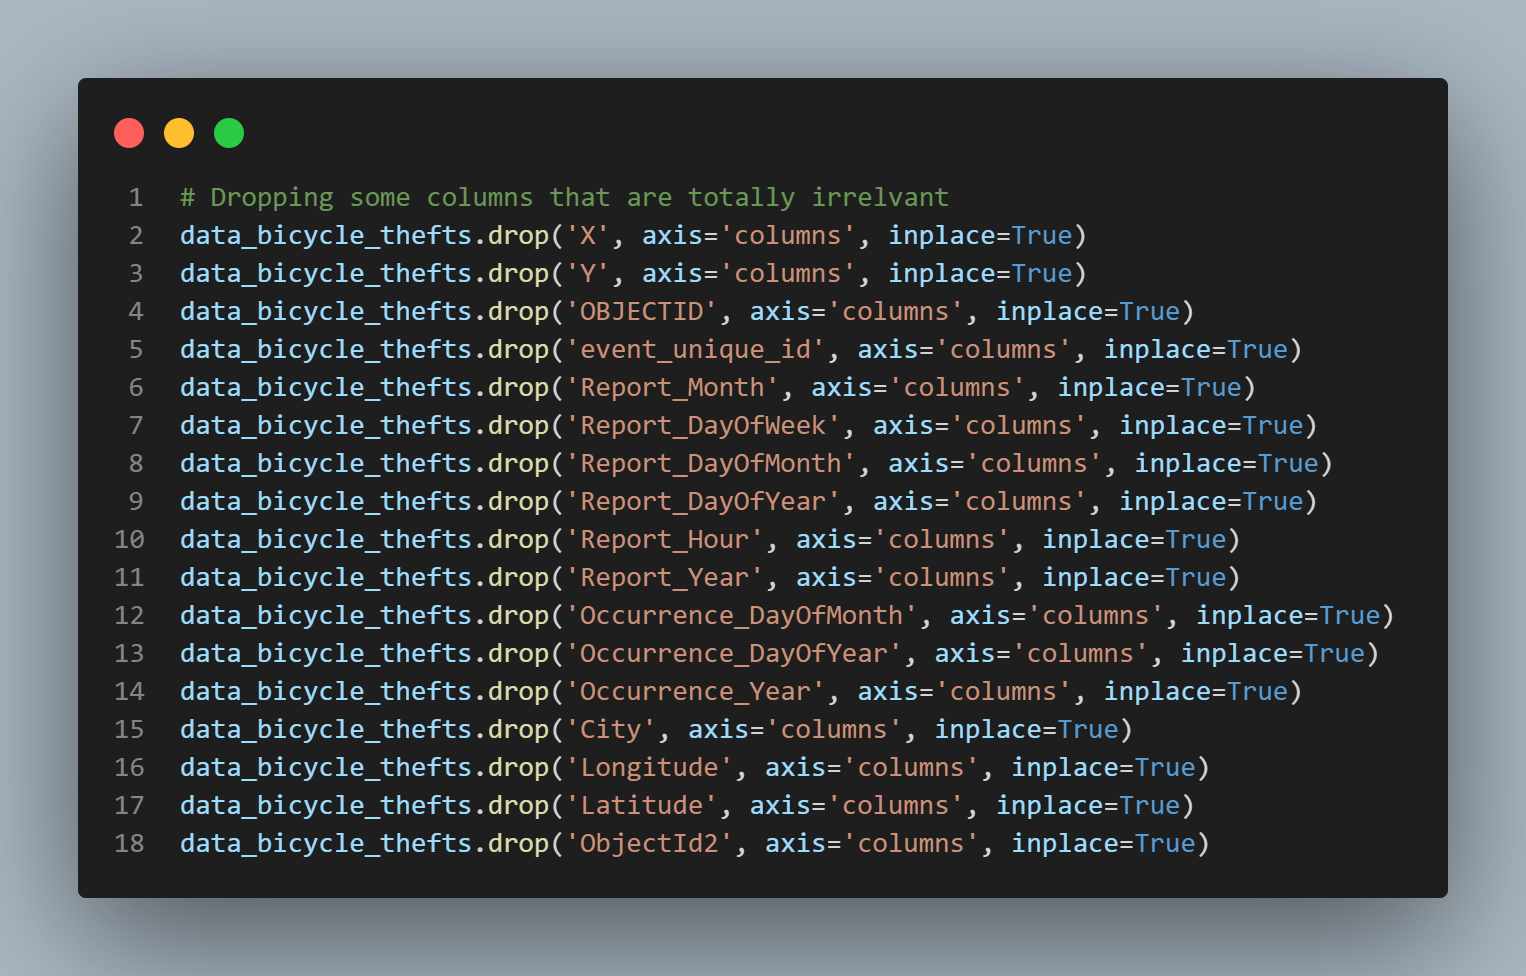 1 # Dropping some columns that are totally irrelvant
2 data_bicycle_thefts.drop('X', axis='columns', inplace=True)
3 data_bicycle_thefts.drop('Y', axis='columns', inplace=True)
4 data_bicycle_thefts.drop('OBJECTID', axis='columns', inplace=True)
5 data_bicycle_thefts.drop('event_unique_id', axis='columns', inplace=True)
6 data_bicycle_thefts.drop('Report_Month', axis='columns', inplace=True)
7 data_bicycle_thefts.drop('Report_DayOfWeek', axis='columns', inplace=True)
8 data_bicycle_thefts.drop('Report_DayOfMonth', axis='columns', inplace=True)
9 data_bicycle_thefts.drop('Report_DayOfYear', axis='columns', inplace=True)
10 data_bicycle_thefts.drop('Report_Hour', axis='columns', inplace=True)
11 data_bicycle_thefts.drop('Report_Year', axis='columns', inplace=True)
12 data_bicycle_thefts.drop('Occurrence_DayOfMonth', axis='columns', inplace=True)
13 data_bicycle_thefts.drop('Occurrence_DayOfYear', axis='columns', inplace=True)
14 data_bicycle_thefts.drop('Occurrence_Year', axis='columns', inplace=True)
15 data_bicycle_thefts.drop('City', axis='columns', inplace=True)
16 data_bicycle_thefts.drop('Longitude', axis='columns', inplace=True)
17 data_bicycle_thefts.drop('Latitude', axis='columns', inplace=True)
18 data_bicycle_thefts.drop('ObjectId2', axis='columns', inplace=True)